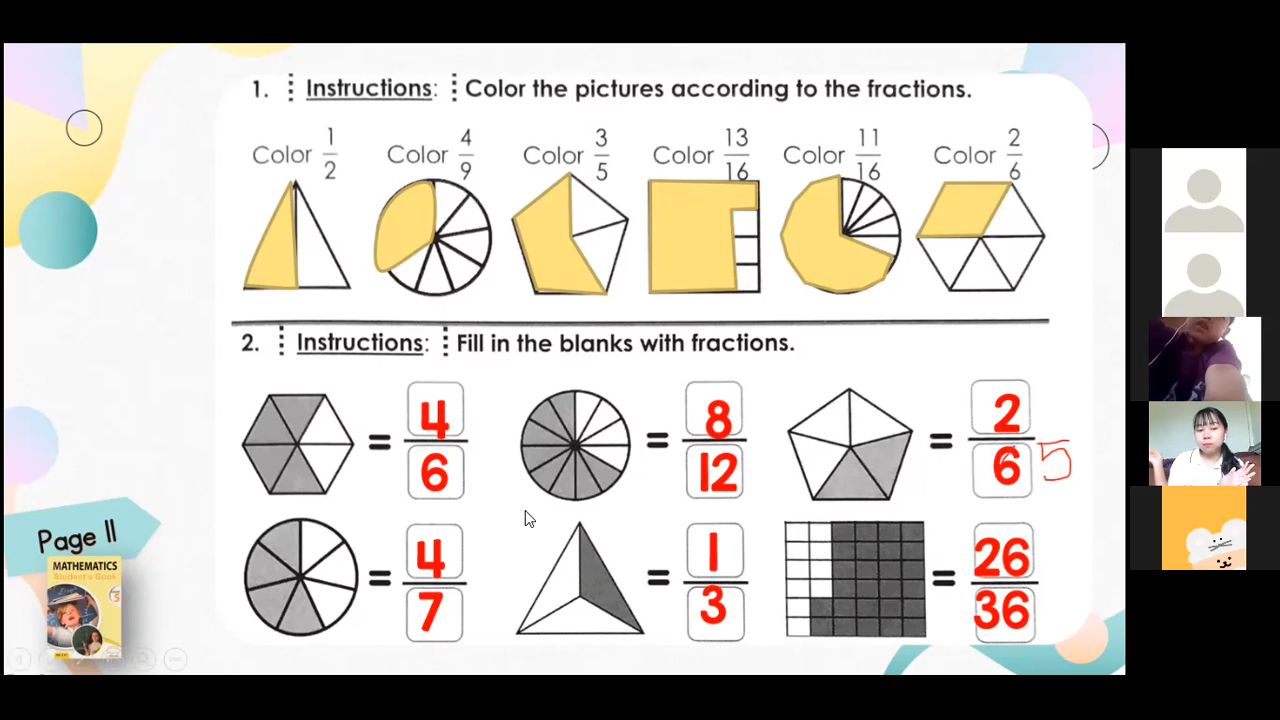 1. Instructions: Color the pictures according to the fractions.
Color 1/2 Color 4/9 Color 3/5 Color 13/16 Color 11/16 Color 2/6
2. Instructions: Fill in the blanks with fractions.
= 4/6 = 8/12 = 2/6 5
= 4/7 = 1/3 = 26/36
Page 11
MATHEMATICS
Student's Book
5